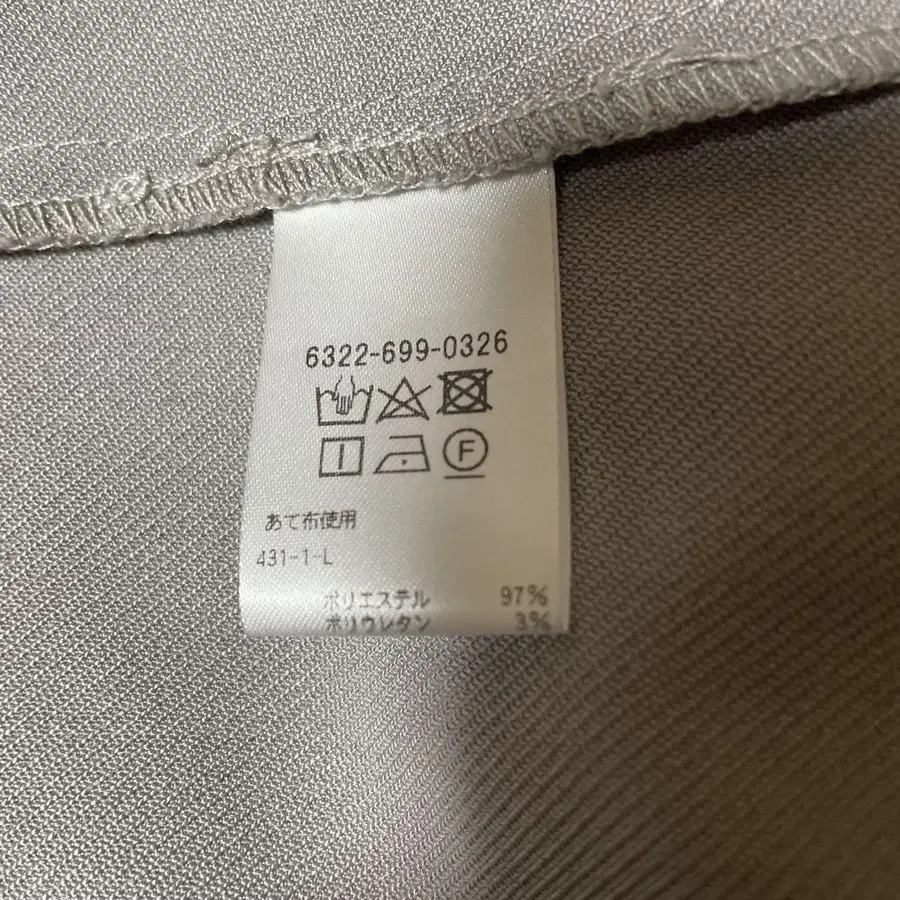 6322-699-0326
F
あて布使用
431-1-L
ポリエステル 97%
ポリウレタン 3%